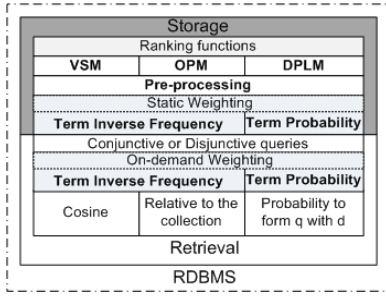 Storage
Ranking functions
VSM OPM DPLM
Pre-processing
Static Weighting
Term Inverse Frequency Term Probability
Conjunctive or Disjunctive queries
On-demand Weighting
Term Inverse Frequency Term Probability
Cosine Relative to the collection Probability to form q with d
Retrieval
RDBMS